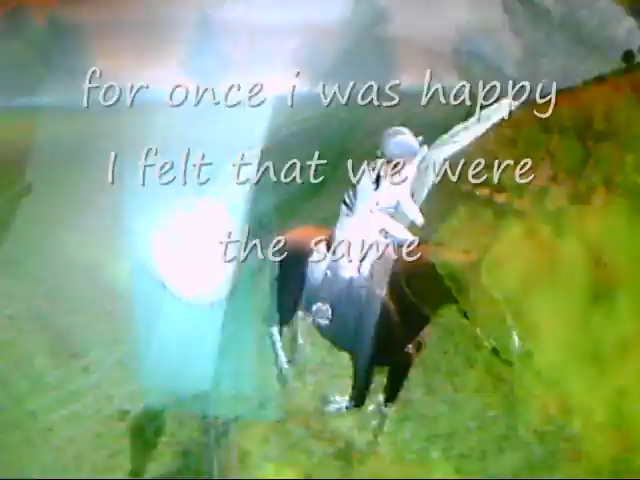 for once i was happy
I felt that we were
the same